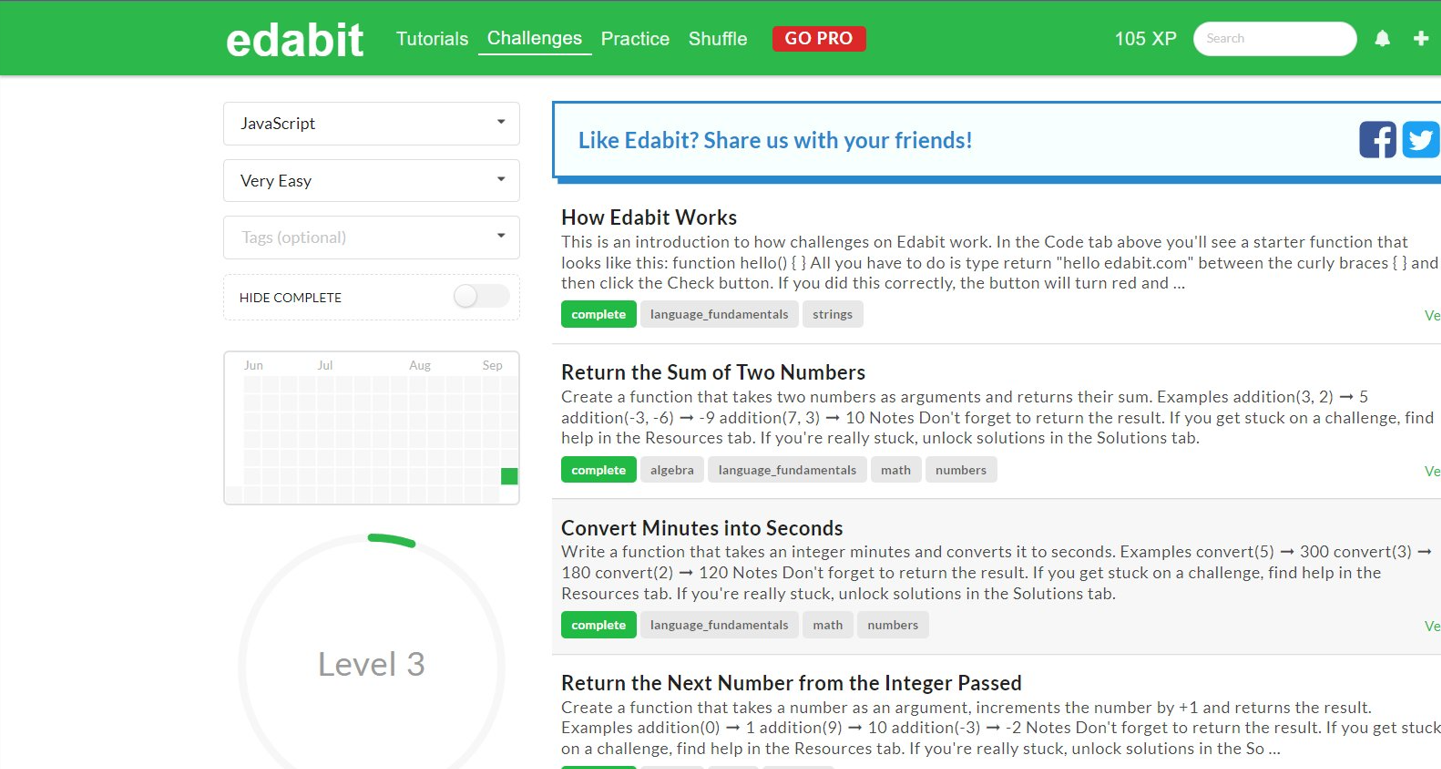 edabit
Tutorials Challenges Practice Shuffle GO PRO 105 XP Search
JavaScript
Very Easy
Tags (optional)
HIDE COMPLETE
Jun Jul Aug Sep
Level 3
Like Edabit? Share us with your friends!
How Edabit Works
This is an introduction to how challenges on Edabit work. In the Code tab above you'll see a starter function that
looks like this: function hello() { } All you have to do is type return "hello edabit.com" between the curly braces { } and
then click the Check button. If you did this correctly, the button will turn red and ...
complete language_fundamentals strings
Ve
Return the Sum of Two Numbers
Create a function that takes two numbers as arguments and returns their sum. Examples addition(3, 2) ➞ 5
addition(-3, -6) ➞ -9 addition(7, 3) ➞ 10 Notes Don't forget to return the result. If you get stuck on a challenge, find
help in the Resources tab. If you're really stuck, unlock solutions in the Solutions tab.
complete algebra language_fundamentals math numbers
Ve
Convert Minutes into Seconds
Write a function that takes an integer minutes and converts it to seconds. Examples convert(5) ➞ 300 convert(3) ➞
180 convert(2) ➞ 120 Notes Don't forget to return the result. If you get stuck on a challenge, find help in the
Resources tab. If you're really stuck, unlock solutions in the Solutions tab.
complete language_fundamentals math numbers
Ve
Return the Next Number from the Integer Passed
Create a function that takes a number as an argument, increments the number by +1 and returns the result.
Examples addition(0) ➞ 1 addition(9) ➞ 10 addition(-3) ➞ -2 Notes Don't forget to return the result. If you get stuck
on a challenge, find help in the Resources tab. If you're really stuck, unlock solutions in the So ...